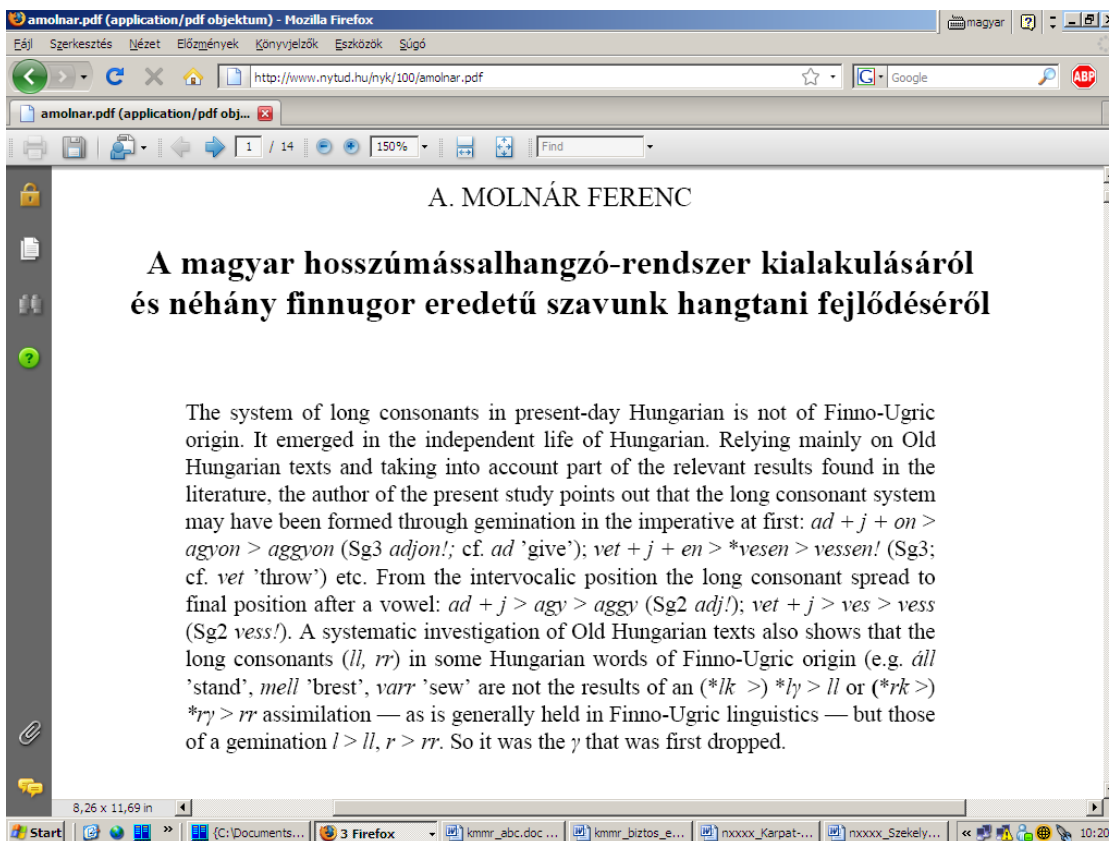 amolnar.pdf (application/pdf objektum) - Mozilla Firefox
magyar
Fájl Szerkesztés Nézet Előzmények Könyvjelzők Eszközök Súgó
http://www.nytud.hu/nyk/100/amolnar.pdf
G Google
ABP
amolnar.pdf (application/pdf obj...
1 / 14 150% Find
A. MOLNÁR FERENC
A magyar hosszúmássalhangzó-rendszer kialakulásáról
és néhány finnugor eredetű szavunk hangtani fejlődéséről
The system of long consonants in present-day Hungarian is not of Finno-Ugric
origin. It emerged in the independent life of Hungarian. Relying mainly on Old
Hungarian texts and taking into account part of the relevant results found in the
literature, the author of the present study points out that the long consonant system
may have been formed through gemination in the imperative at first: ad + j + on >
agyon > aggyon (Sg3 adjon!; cf. ad ’give’); vet + j + en > *vesen > vessen! (Sg3;
cf. vet ’throw’) etc. From the intervocalic position the long consonant spread to
final position after a vowel: ad + j > agy > aggy (Sg2 adj!); vet + j > ves > vess
(Sg2 vess!). A systematic investigation of Old Hungarian texts also shows that the
long consonants (ll, rr) in some Hungarian words of Finno-Ugric origin (e.g. áll
’stand’, mell ’brest’, varr ’sew’ are not the results of an (*lk >) *lγ > ll or (*rk >)
*rγ > rr assimilation — as is generally held in Finno-Ugric linguistics — but those
of a gemination l > ll, r > rr. So it was the γ that was first dropped.
8,26 x 11,69 in
Start » {C:\Documents... 3 Firefox kmmr_abc.doc ... kmmr_biztos_e... nxxxx_Karpat-... nxxxx_Szekely... « 10:20